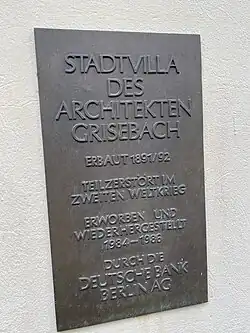 STADTVILLA
DES
ARCHITEKTEN
GRISEBACH
ERBAUT 1891/92
TEILZERSTÖRT IM
ZWEITEN WELTKRIEG
ERWORBEN UND
WIEDERHERGESTELLT
1984-1986
DURCH DIE
DEUTSCHE BANK
BERLIN AG